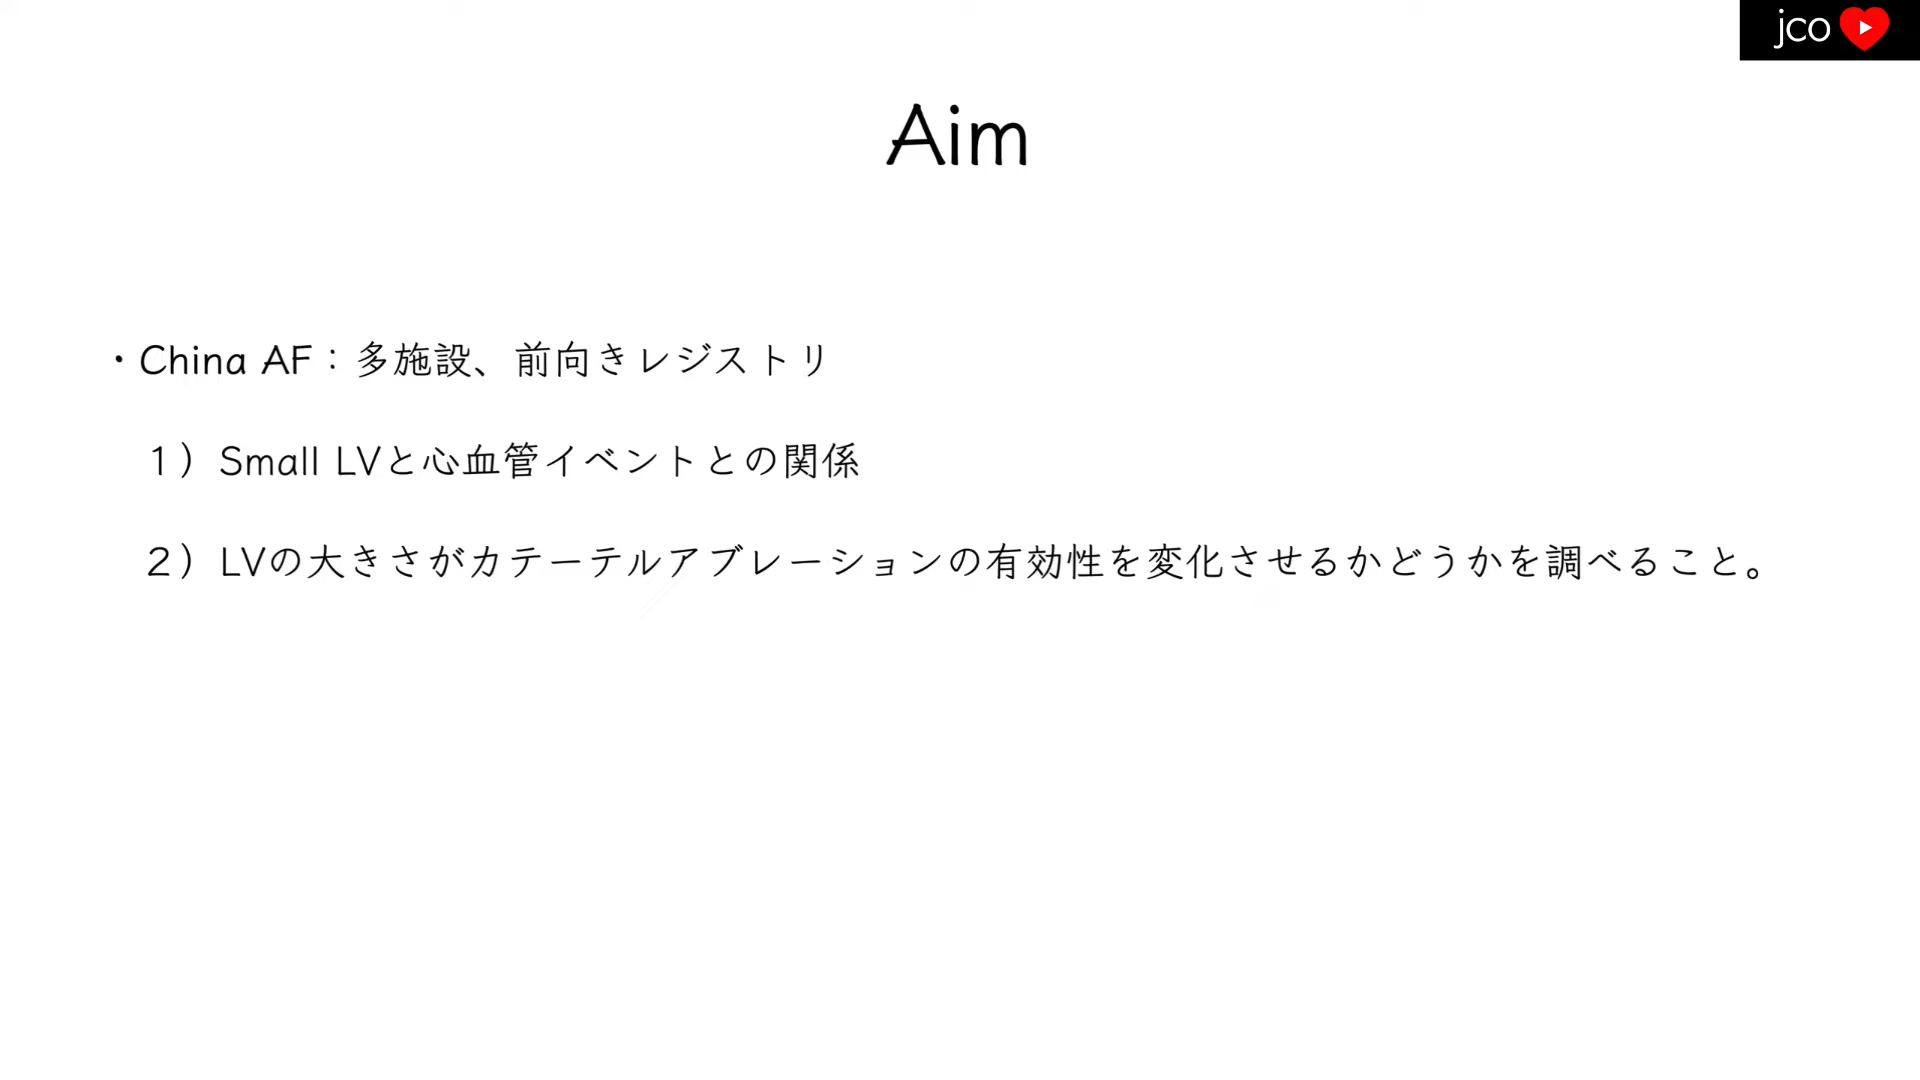 jco
Aim
・China AF：多施設、前向きレジストリ
１）Small LVと心血管イベントとの関係
２）LVの大きさがカテーテルアブレーションの有効性を変化させるかどうかを調べること。